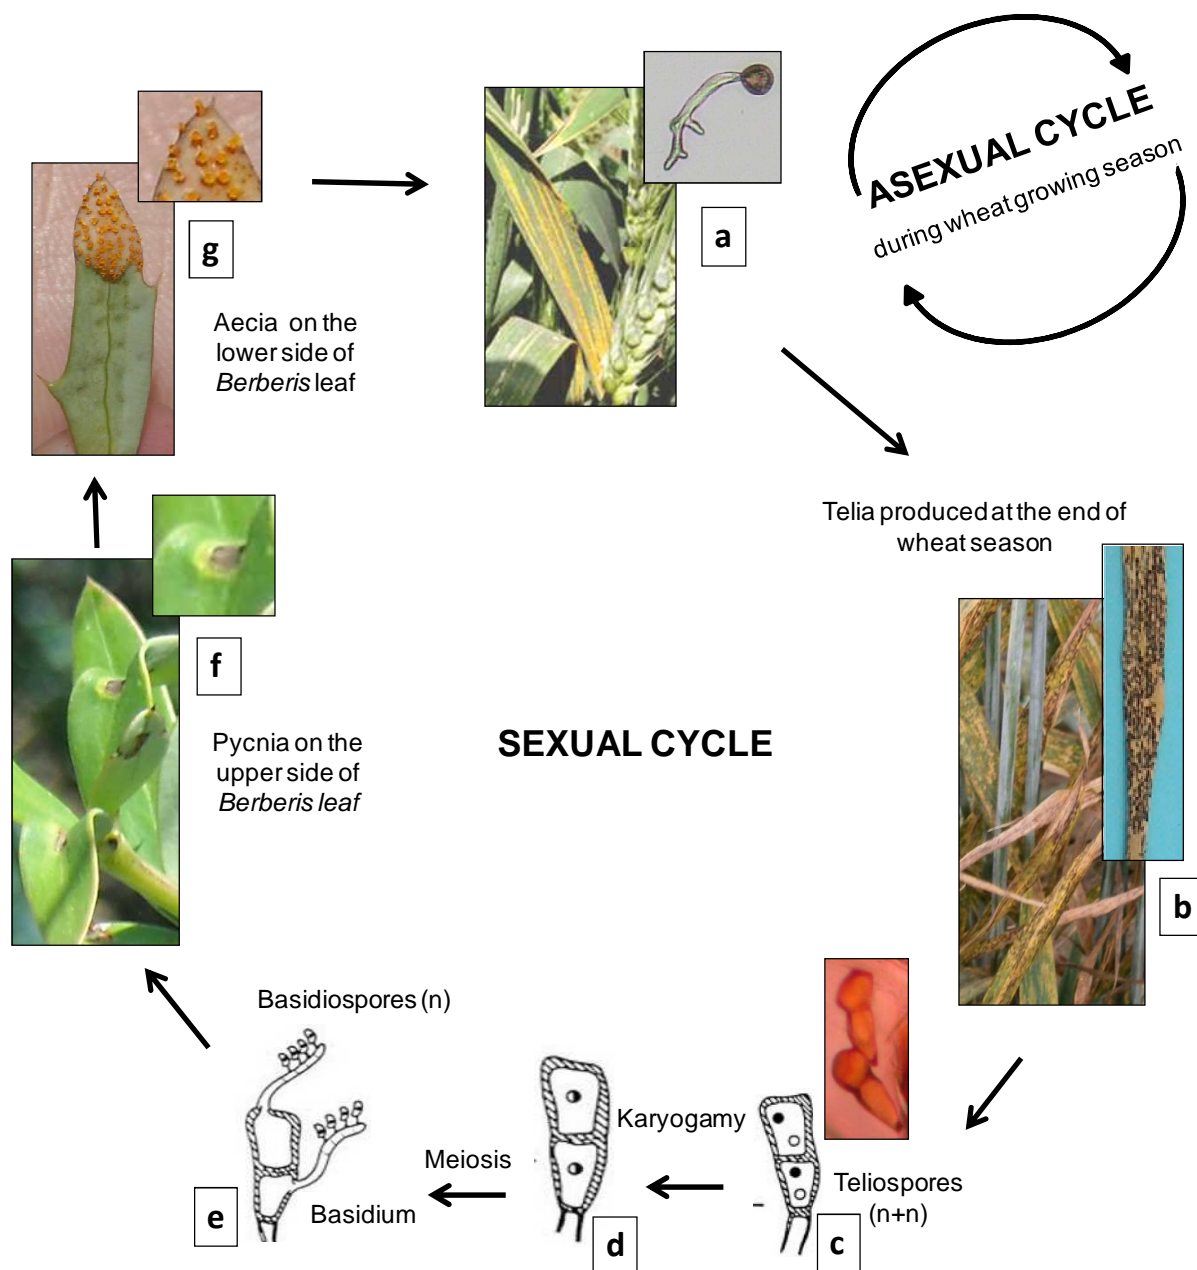 a
ASEXUAL CYCLE
during wheat growing season
g
Aecia on the
lower side of
Berberis leaf
Telia produced at the end of
wheat season
b
f
Pycnia on the
upper side of
Berberis leaf
SEXUAL CYCLE
Basidiospores (n)
Karyogamy
Meiosis
Teliospores
(n+n)
Basidium
e
d
c